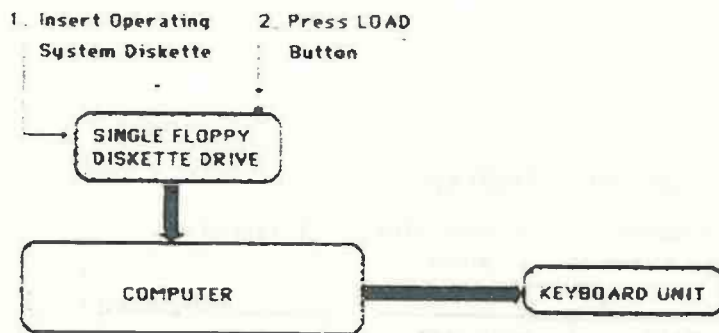 1. Insert Operating
System Diskette
2. Press LOAD
Button
SINGLE FLOPPY
DISKETTE DRIVE
COMPUTER
KEYBOARD UNIT